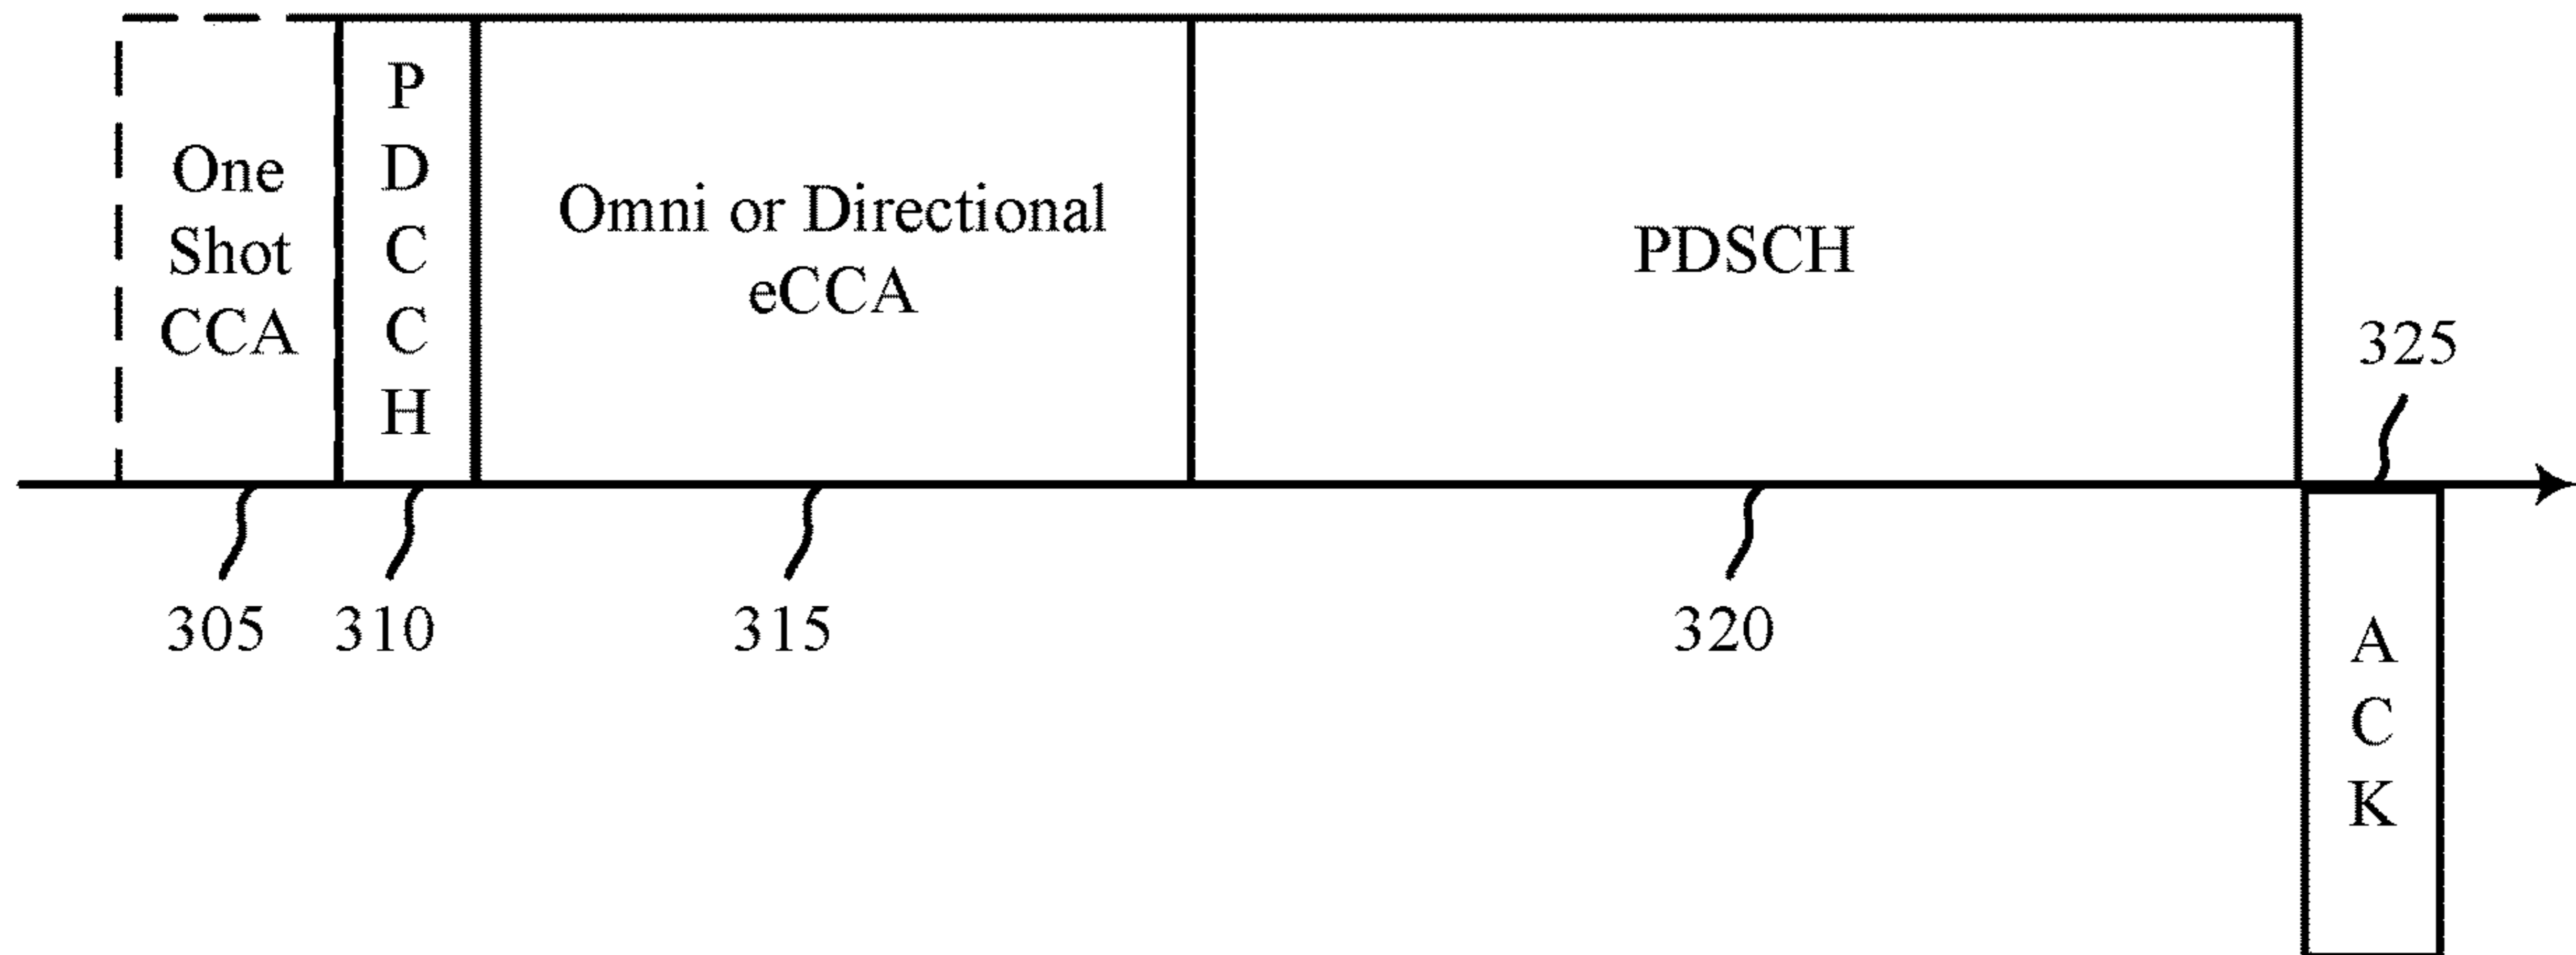 One
Shot
CCA
P
D
C
C
H
Omni or Directional
eCCA
PDSCH
325
305
310
315
320
A
C
K